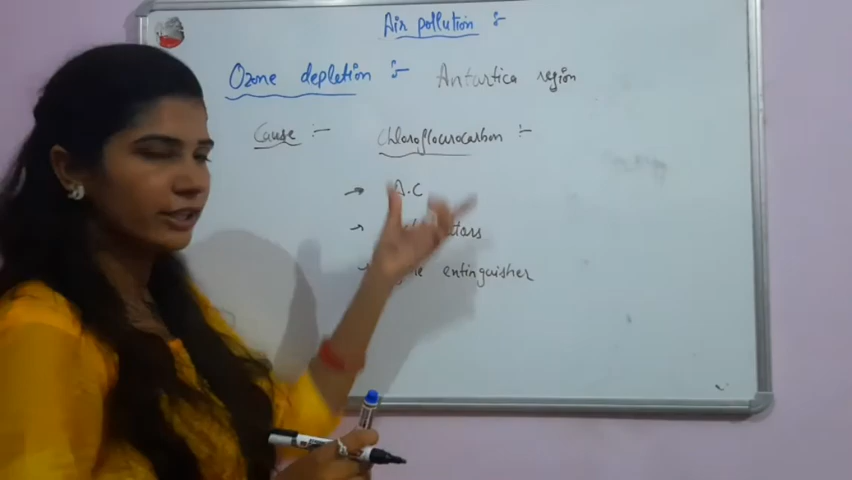 Air pollution :-
Ozone depletion :- Antartica region
Cause :- Chloroflourocarbon :-
→ A.C
→
→ entinguisher